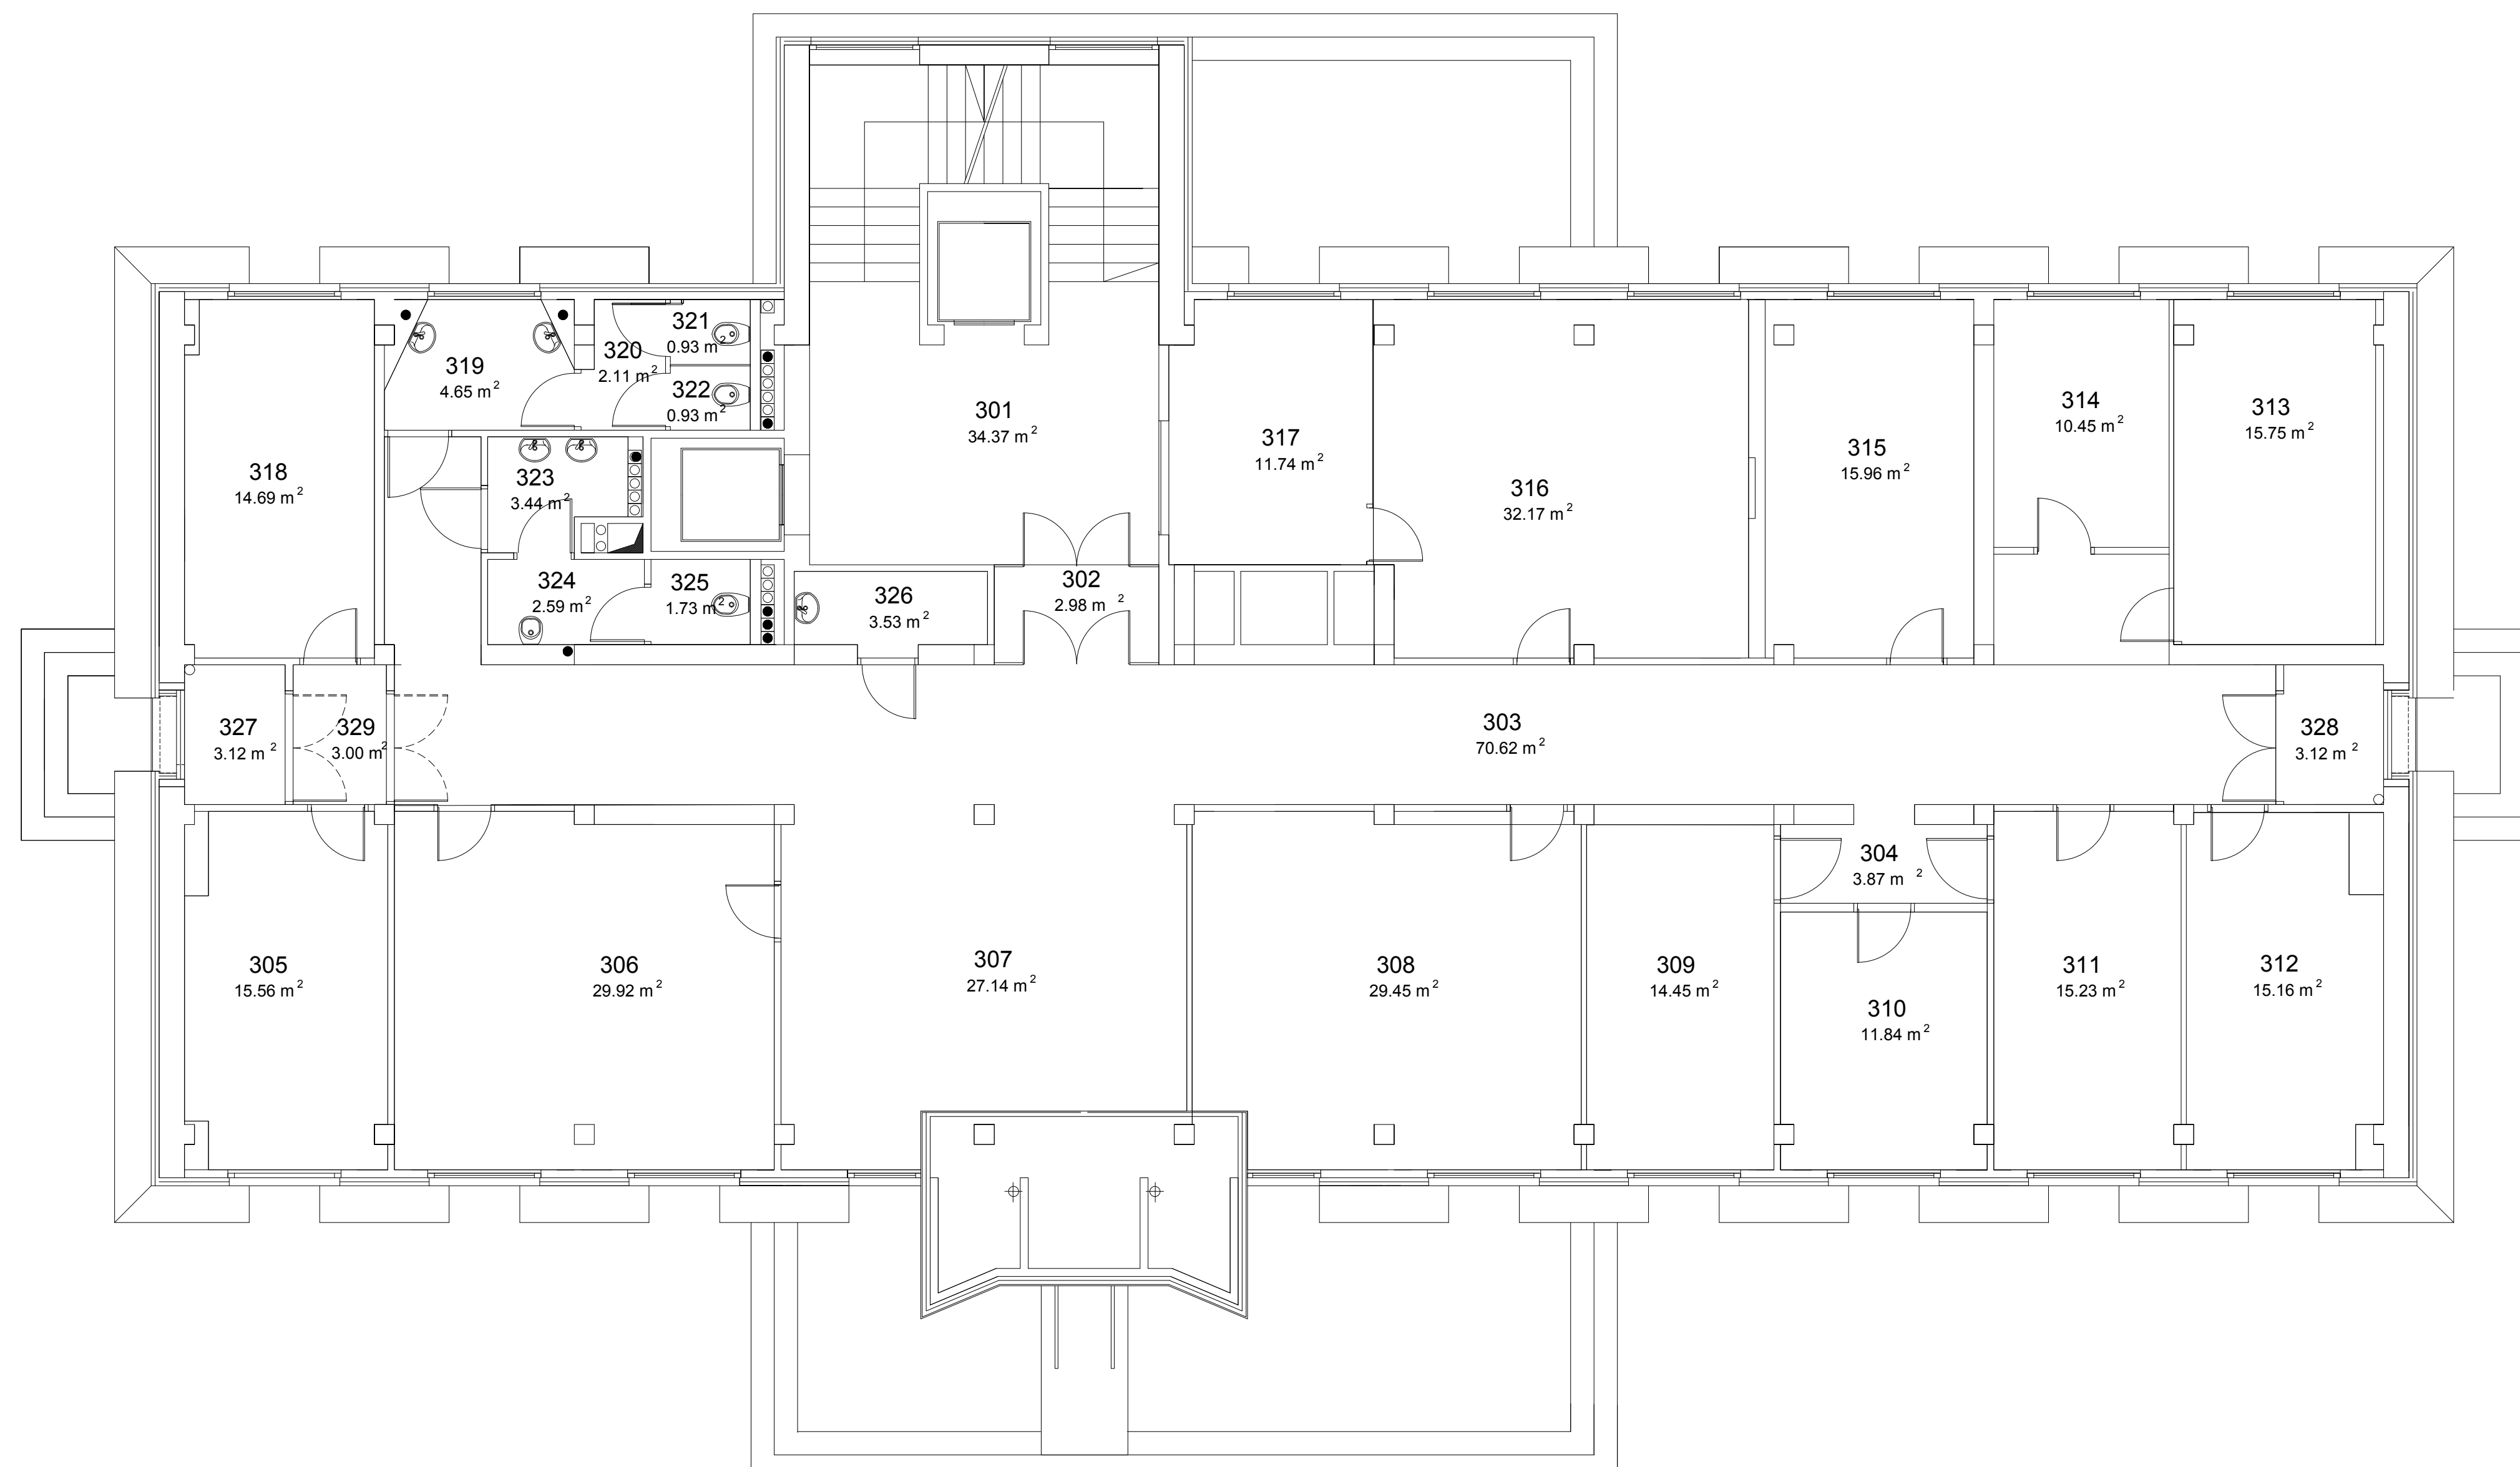 321
0.93 m²
320
2.11 m²
319
4.65 m²
322
0.93 m²
301
34.37 m²
314
10.45 m²
313
15.75 m²
317
11.74 m²
315
15.96 m²
318
14.69 m²
323
3.44 m²
316
32.17 m²
324
2.59 m²
325
1.73 m²
326
3.53 m²
302
2.98 m²
327
3.12 m²
329
3.00 m²
303
70.62 m²
328
3.12 m²
304
3.87 m²
305
15.56 m²
306
29.92 m²
307
27.14 m²
308
29.45 m²
309
14.45 m²
310
11.84 m²
311
15.23 m²
312
15.16 m²